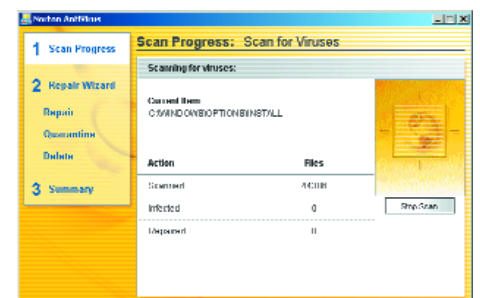 Norton AntiVirus
1 Scan Progress
2 Repair Wizard
Repair
Quarantine
Delete
3 Summary
Scan Progress: Scan for Viruses
Scanning for viruses:
Current Item
C:\WINDOWS\OPTIONS\INSTALL
Action Files
Scanned
Infected 0
Repaired 0
Stop Scan